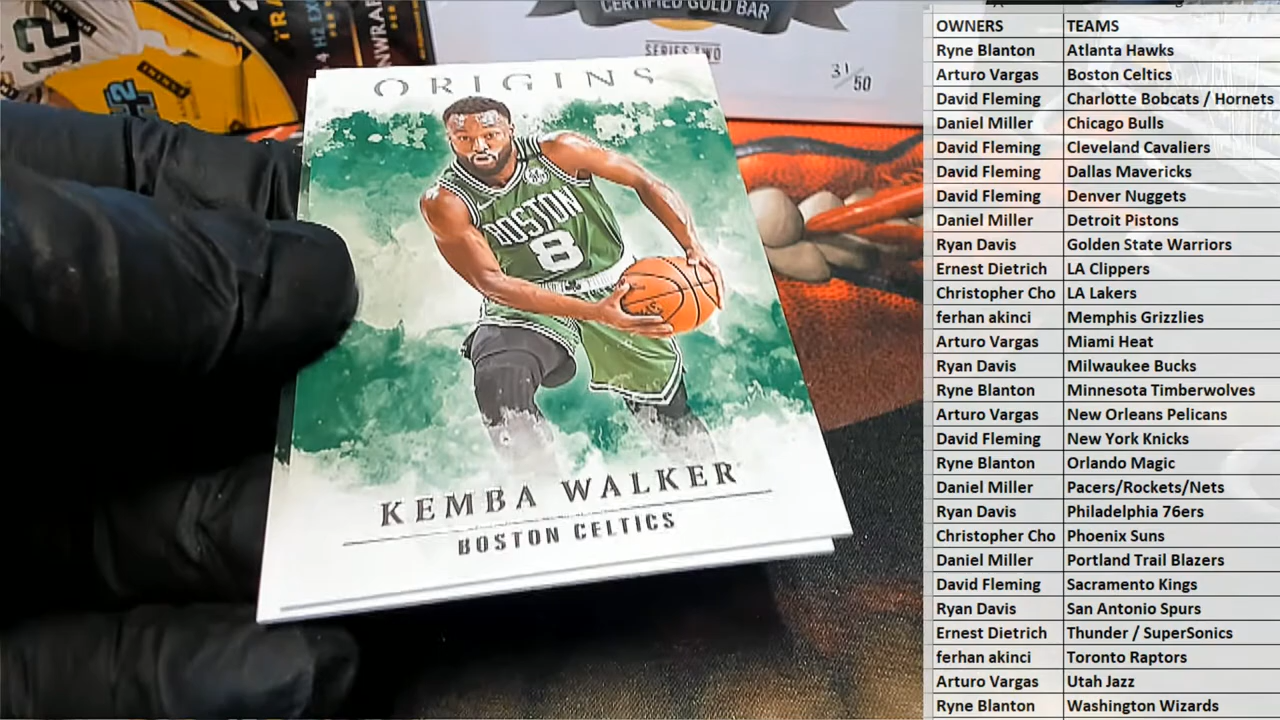 CERTIFIED GOLD BAR
SERIES TWO
31/50
12
ORIGINS
BOSTON
8
KEMBA WALKER
BOSTON CELTICS
OWNERS TEAMS
Ryne Blanton Atlanta Hawks
Arturo Vargas Boston Celtics
David Fleming Charlotte Bobcats / Hornets
Daniel Miller Chicago Bulls
David Fleming Cleveland Cavaliers
David Fleming Dallas Mavericks
David Fleming Denver Nuggets
Daniel Miller Detroit Pistons
Ryan Davis Golden State Warriors
Ernest Dietrich LA Clippers
Christopher Cho LA Lakers
ferhan akinci Memphis Grizzlies
Arturo Vargas Miami Heat
Ryan Davis Milwaukee Bucks
Ryne Blanton Minnesota Timberwolves
Arturo Vargas New Orleans Pelicans
David Fleming New York Knicks
Ryne Blanton Orlando Magic
Daniel Miller Pacers/Rockets/Nets
Ryan Davis Philadelphia 76ers
Christopher Cho Phoenix Suns
Daniel Miller Portland Trail Blazers
David Fleming Sacramento Kings
Ryan Davis San Antonio Spurs
Ernest Dietrich Thunder / SuperSonics
ferhan akinci Toronto Raptors
Arturo Vargas Utah Jazz
Ryne Blanton Washington Wizards